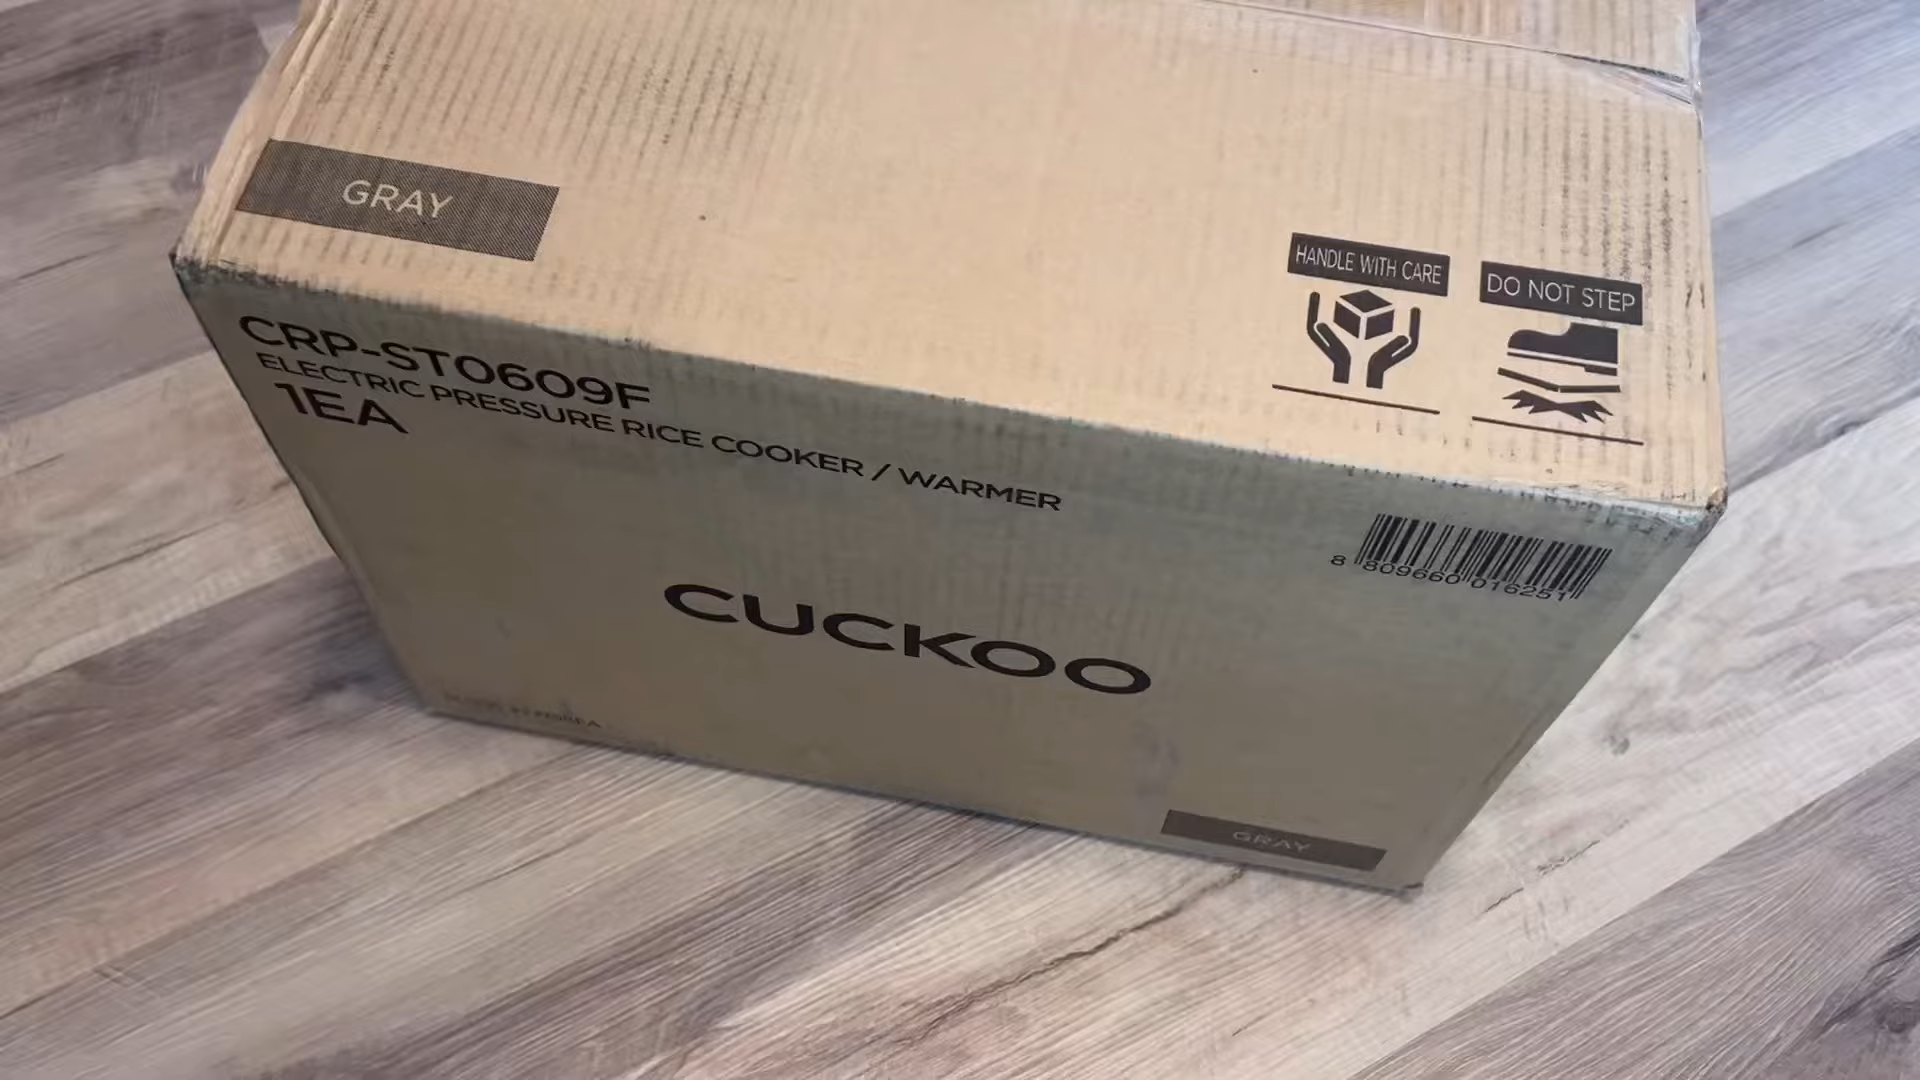 GRAY
HANDLE WITH CARE
DO NOT STEP
CRP-ST0609F
ELECTRIC PRESSURE RICE COOKER / WARMER
1EA
8 809660 016251
CUCKOO
GRAY